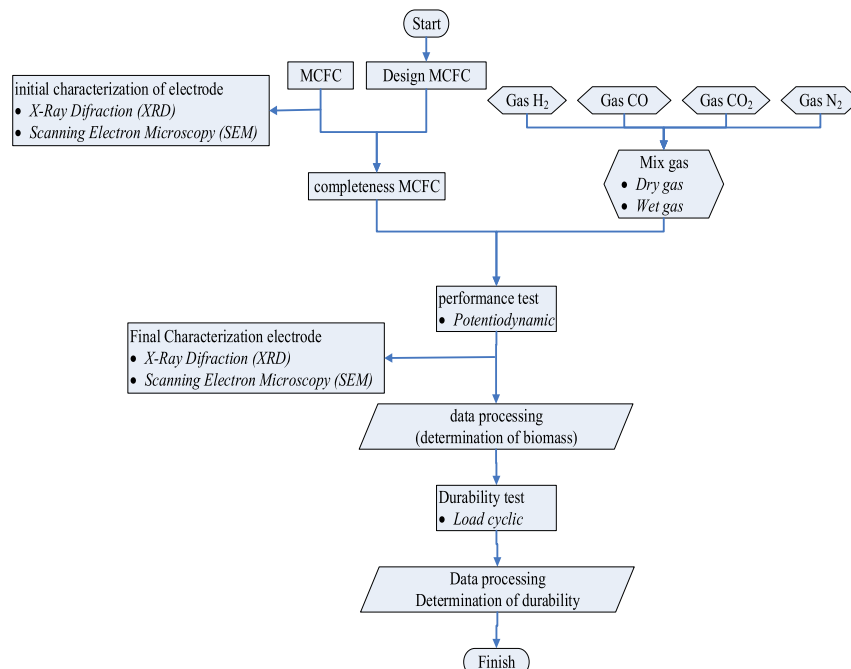 Start
MCFC
Design MCFC
initial characterization of electrode
• X-Ray Difraction (XRD)
• Scanning Electron Microscopy (SEM)
Gas H₂
Gas CO
Gas CO₂
Gas N₂
Mix gas
• Dry gas
• Wet gas
completeness MCFC
performance test
• Potentiodynamic
Final Characterization electrode
• X-Ray Difraction (XRD)
• Scanning Electron Microscopy (SEM)
data processing
(determination of biomass)
Durability test
• Load cyclic
Data processing
Determination of durability
Finish